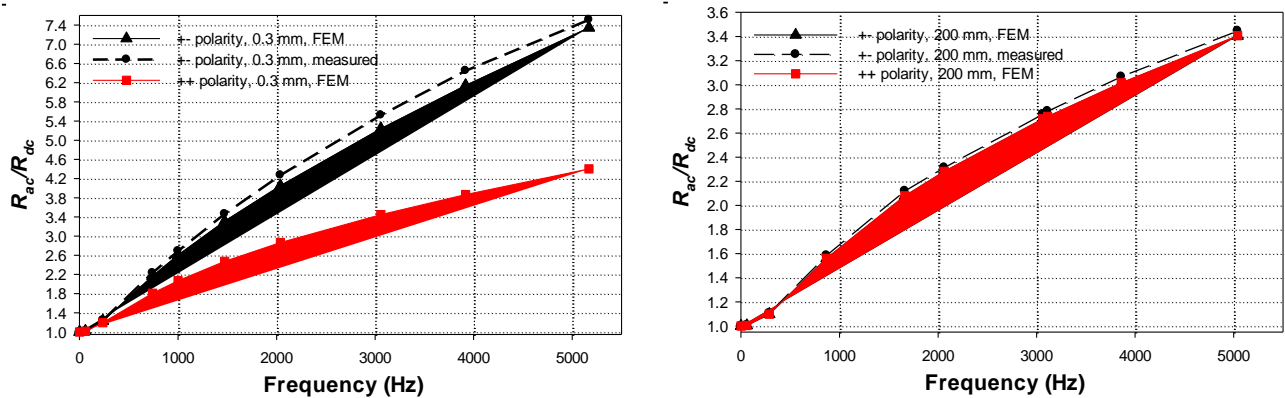 7.4
7.0
6.6
6.2
5.8
5.4
5.0
4.6
4.2
3.8
3.4
3.0
2.6
2.2
1.8
1.4
1.0
Rac/Rdc
+- polarity, 0.3 mm, FEM
+- polarity, 0.3 mm, measured
++ polarity, 0.3 mm, FEM
0 1000 2000 3000 4000 5000
Frequency (Hz)
3.6
3.4
3.2
3.0
2.8
2.6
2.4
2.2
2.0
1.8
1.6
1.4
1.2
1.0
Rac/Rdc
+- polarity, 200 mm, FEM
+- polarity, 200 mm, measured
++ polarity, 200 mm, FEM
0 1000 2000 3000 4000 5000
Frequency (Hz)